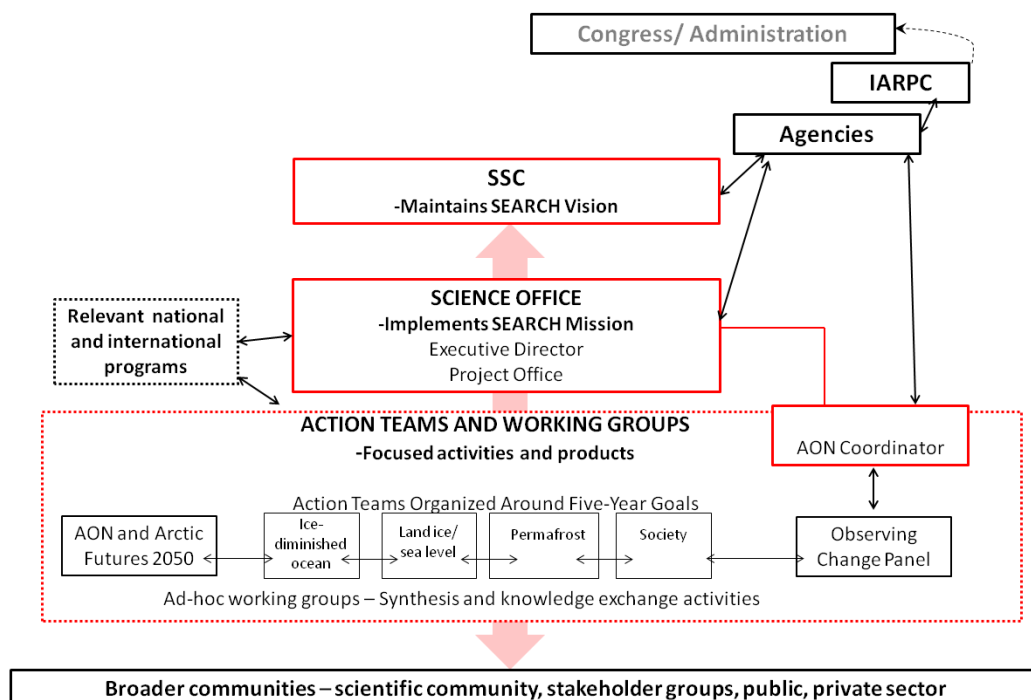 Congress/ Administration
IARPC
Agencies
SSC
-Maintains SEARCH Vision
SCIENCE OFFICE
-Implements SEARCH Mission
Executive Director
Project Office
Relevant national
and international
programs
ACTION TEAMS AND WORKING GROUPS
-Focused activities and products
AON Coordinator
Action Teams Organized Around Five-Year Goals
AON and Arctic
Futures 2050
Ice-
diminished
ocean
Land ice/
sea level
Permafrost
Society
Observing
Change Panel
Ad-hoc working groups – Synthesis and knowledge exchange activities
Broader communities – scientific community, stakeholder groups, public, private sector